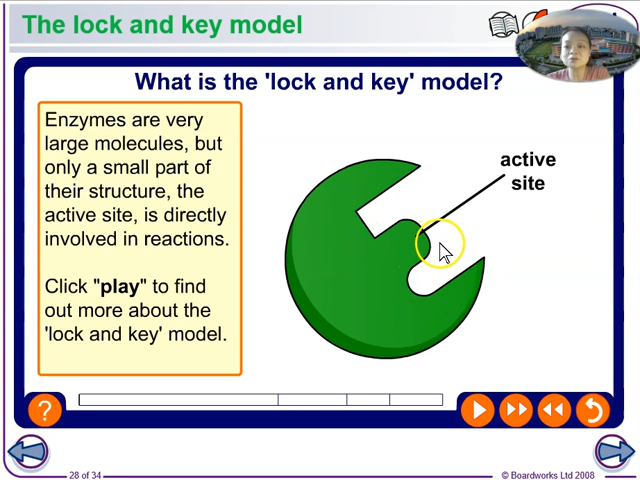 The lock and key model
What is the 'lock and key' model?
Enzymes are very
large molecules, but
only a small part of
their structure, the
active site, is directly
involved in reactions.
Click "play" to find
out more about the
'lock and key' model.
active
site
?
28 of 34
© Boardworks Ltd 2008